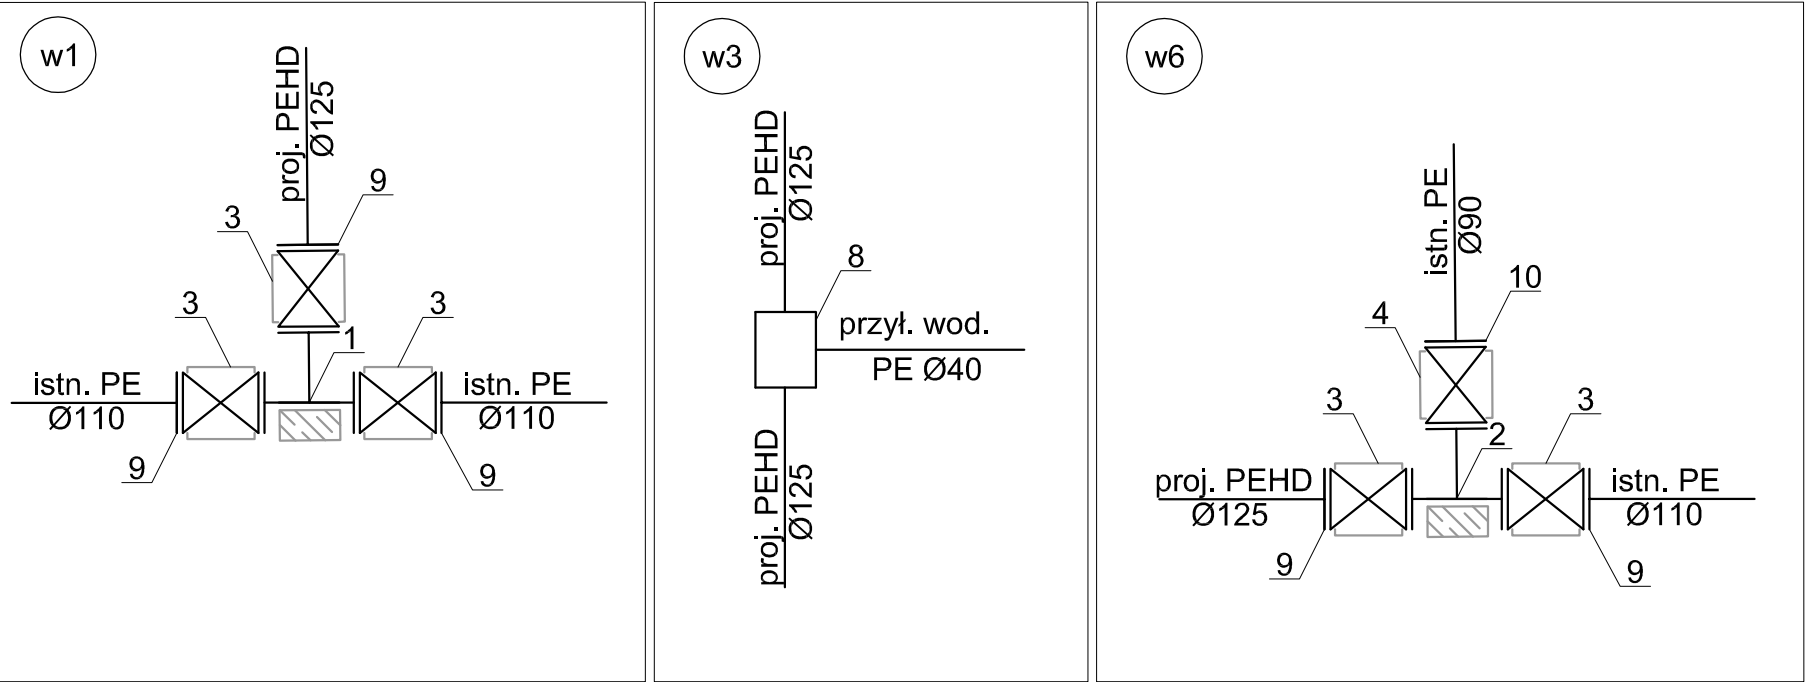 w1
proj. PEHD
Ø125
9
3
3
3
1
istn. PE
Ø110
istn. PE
Ø110
9
9
w3
proj. PEHD
Ø125
8
przył. wod.
PE Ø40
proj. PEHD
Ø125
w6
istn. PE
Ø90
10
4
3
3
2
proj. PEHD
Ø125
istn. PE
Ø110
9
9